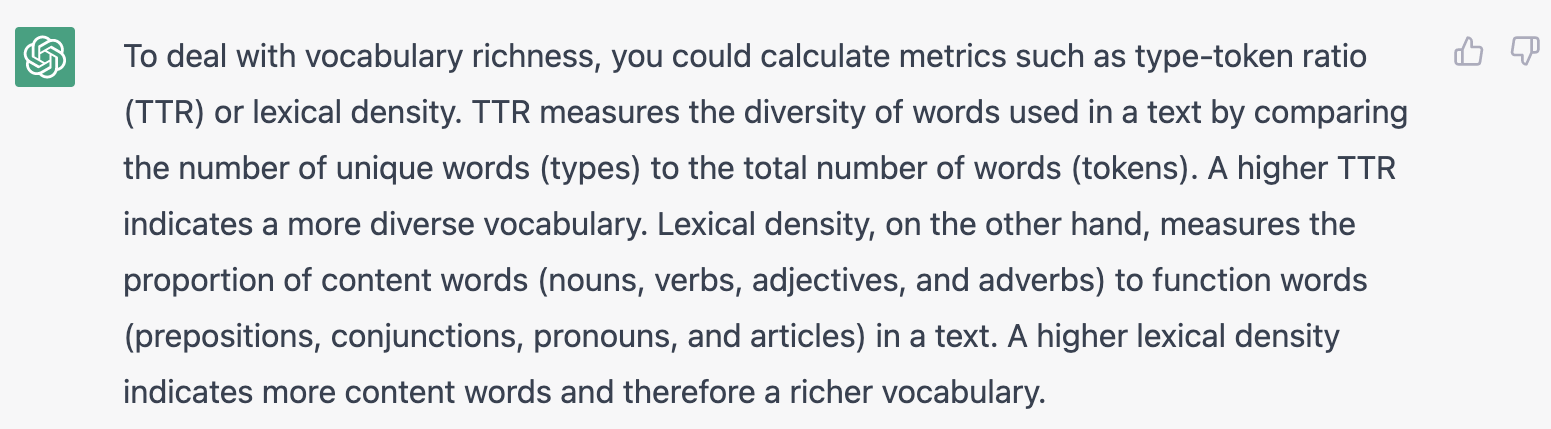 To deal with vocabulary richness, you could calculate metrics such as type-token ratio
(TTR) or lexical density. TTR measures the diversity of words used in a text by comparing
the number of unique words (types) to the total number of words (tokens). A higher TTR
indicates a more diverse vocabulary. Lexical density, on the other hand, measures the
proportion of content words (nouns, verbs, adjectives, and adverbs) to function words
(prepositions, conjunctions, pronouns, and articles) in a text. A higher lexical density
indicates more content words and therefore a richer vocabulary.